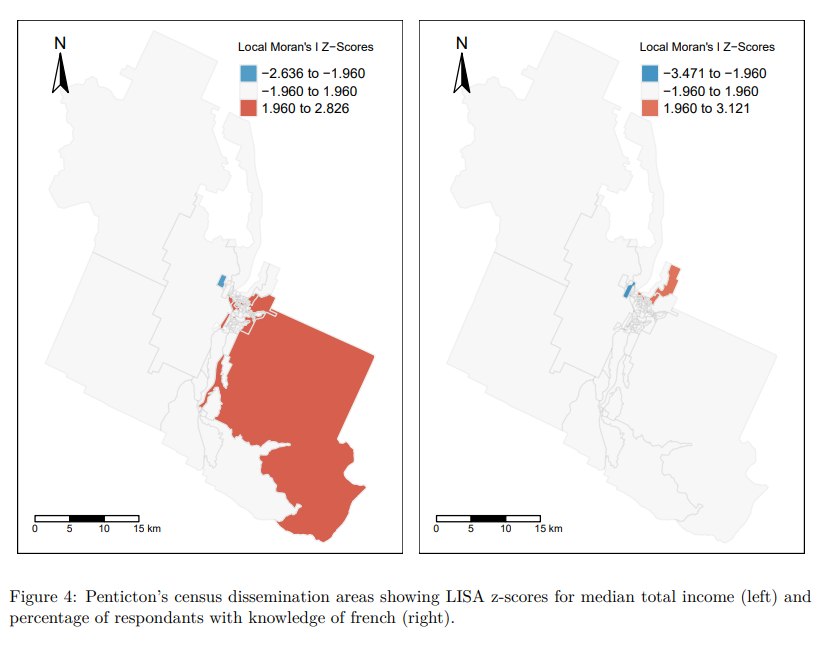 N
Local Moran's I Z−Scores
−2.636 to −1.960
−1.960 to 1.960
1.960 to 2.826
0 5 10 15 km
N
Local Moran's I Z−Scores
−3.471 to −1.960
−1.960 to 1.960
1.960 to 3.121
0 5 10 15 km
Figure 4: Penticton's census dissemination areas showing LISA z-scores for median total income (left) and
percentage of respondants with knowledge of french (right).